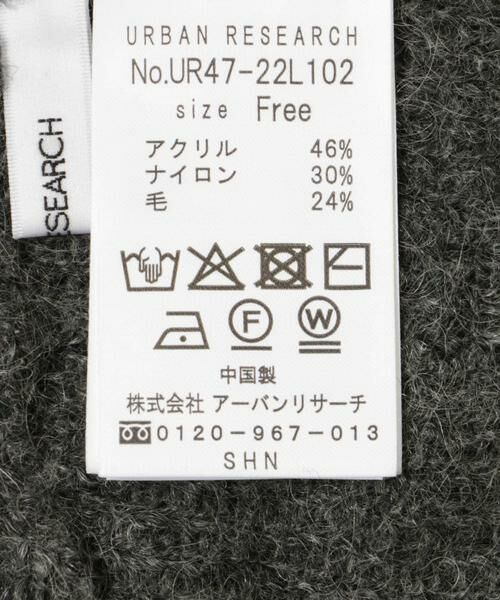 SEARCH
URBAN RESEARCH
No.UR47-22L102
size Free
アクリル 46%
ナイロン 30%
毛 24%
F W
中国製
株式会社 アーバンリサーチ
0120-967-013
SHN